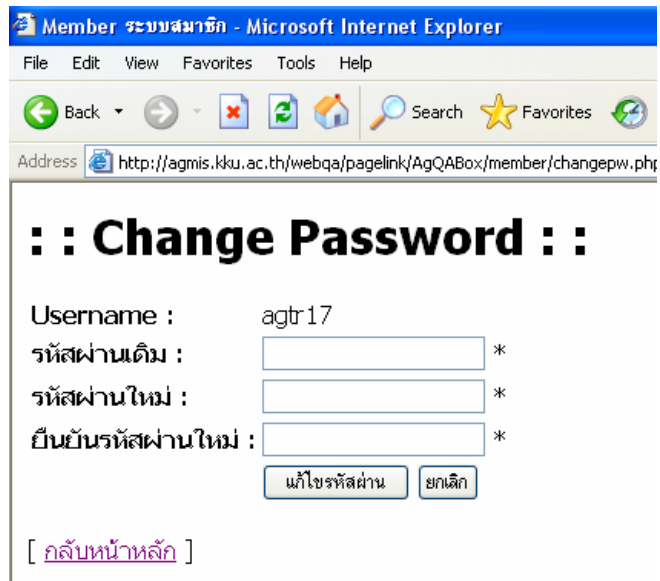 Member ระบบสมาชิก - Microsoft Internet Explorer
File Edit View Favorites Tools Help
Back Search Favorites
Address http://agmis.kku.ac.th/webqa/pagelink/AgQABox/member/changepw.php
: : Change Password : :
Username : agtr17
รหัสผ่านเดิม : *
รหัสผ่านใหม่ : *
ยืนยันรหัสผ่านใหม่ : *
แก้ไขรหัสผ่าน ยกเลิก
[ กลับหน้าหลัก ]